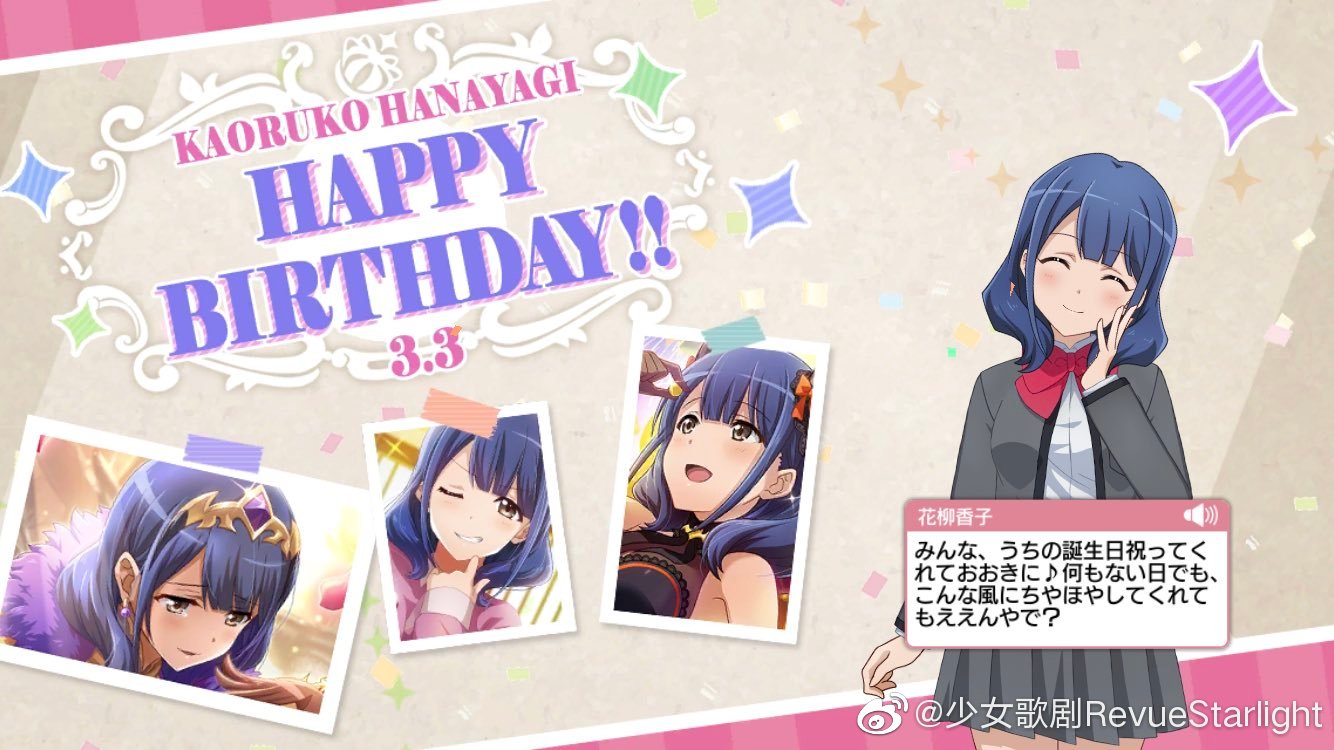 KAORUKO HANAYAGI
HAPPY
BIRTHDAY!!
3.3
花柳香子
みんな、うちの誕生日祝ってく
れておおきに♪何もない日でも、
こんな風にちやほやしてくれて
もええんやで?
@少女歌剧RevueStarlight